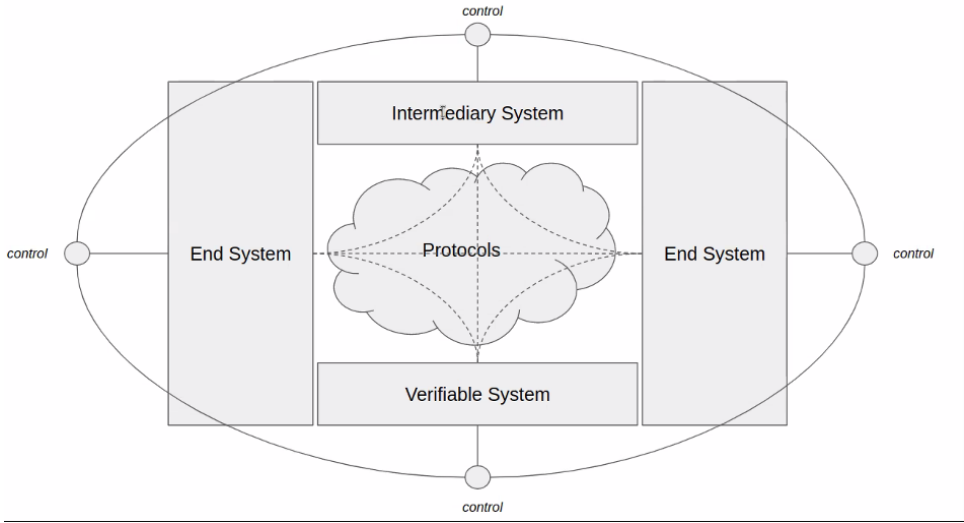 control
Intermediary System
control
End System
Protocols
End System
control
Verifiable System
control